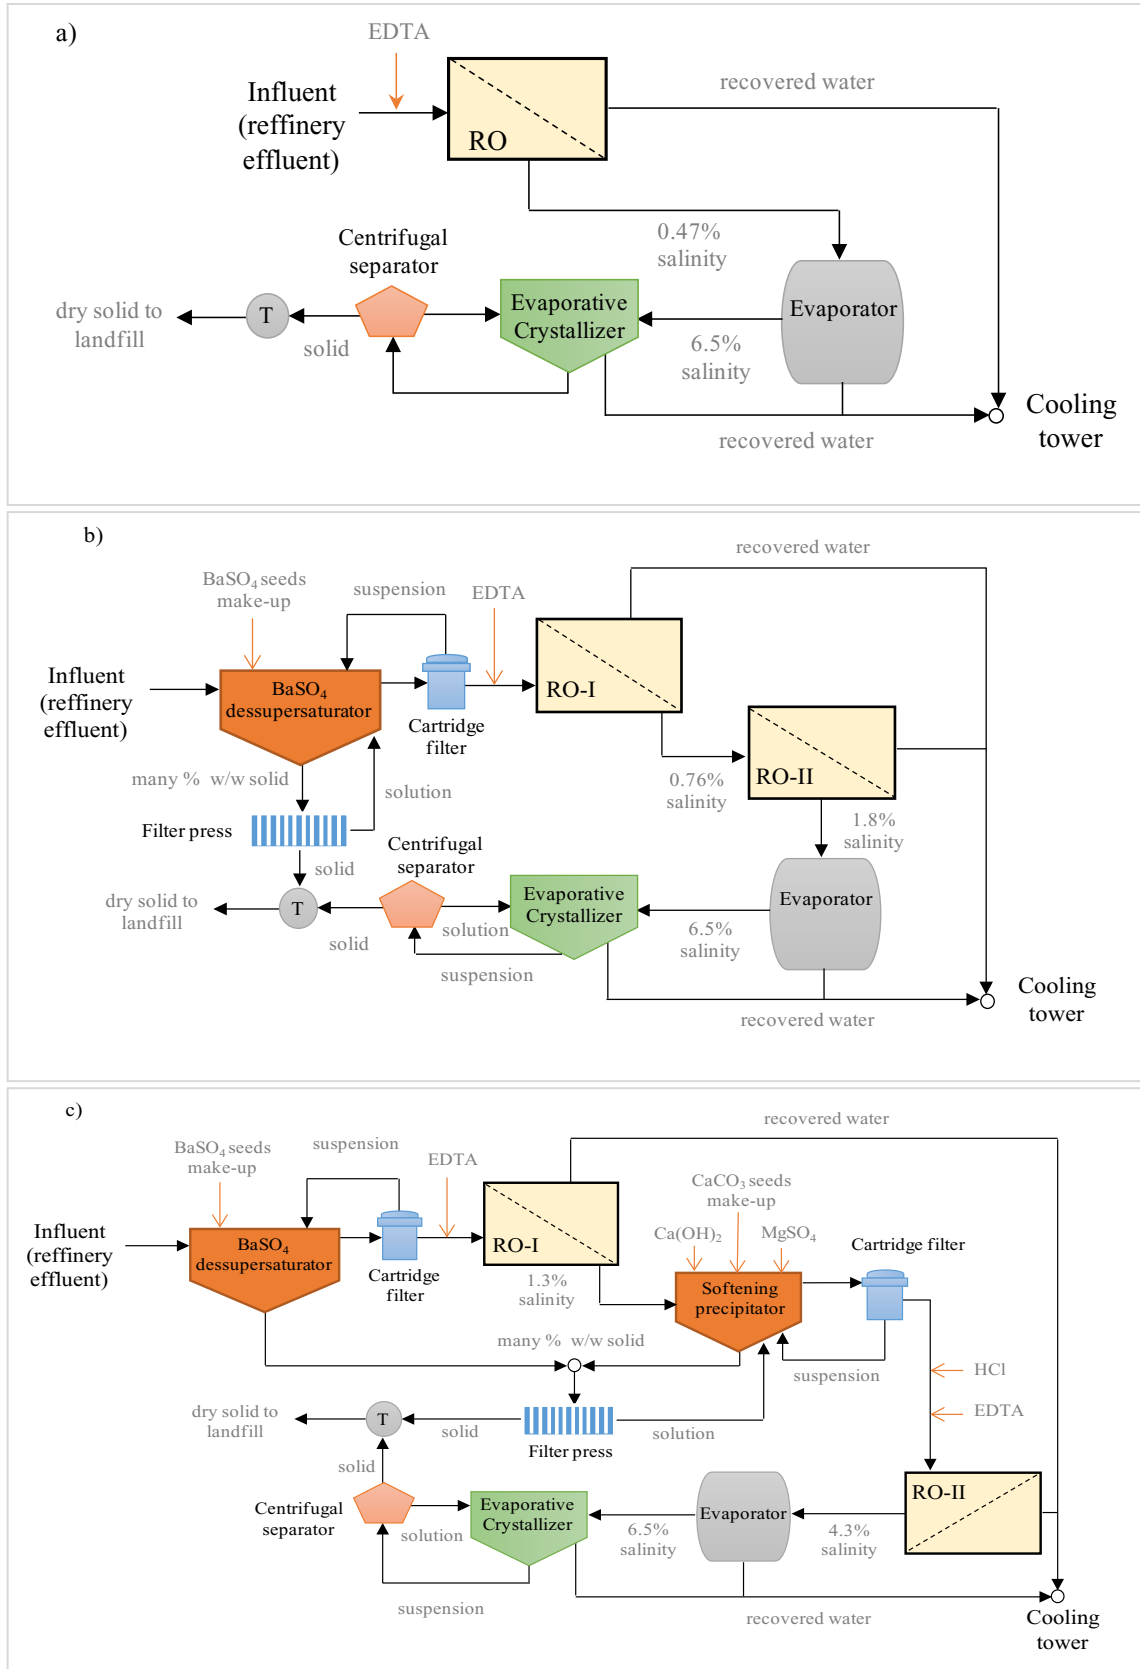 a)
EDTA
Influent
(reffinery
effluent)
RO
recovered water
0.47%
salinity
Centrifugal
separator
Evaporative
Crystallizer
Evaporator
dry solid to
landfill
T
solid
6.5%
salinity
recovered water
Cooling
tower
b)
recovered water
BaSO₄ seeds
make-up
suspension
EDTA
Influent
(reffinery
effluent)
BaSO₄
dessupersaturator
Cartridge
filter
RO-I
0.76%
salinity
RO-II
1.8%
salinity
many % w/w solid
solution
Filter press
solid
Centrifugal
separator
Evaporative
Crystallizer
Evaporator
dry solid to
landfill
T
solid
solution
suspension
6.5%
salinity
recovered water
Cooling
tower
c)
recovered water
BaSO₄ seeds
make-up
suspension
EDTA
Influent
(reffinery
effluent)
BaSO₄
dessupersaturator
Cartridge
filter
RO-I
1.3%
salinity
CaCO₃ seeds
make-up
Ca(OH)₂
MgSO₄
Cartridge filter
Softening
precipitator
many % w/w solid
suspension
HCl
EDTA
dry solid to
landfill
T
solid
Filter press
solution
solid
Centrifugal
separator
solution
Evaporative
Crystallizer
6.5%
salinity
Evaporator
4.3%
salinity
RO-II
suspension
recovered water
Cooling
tower